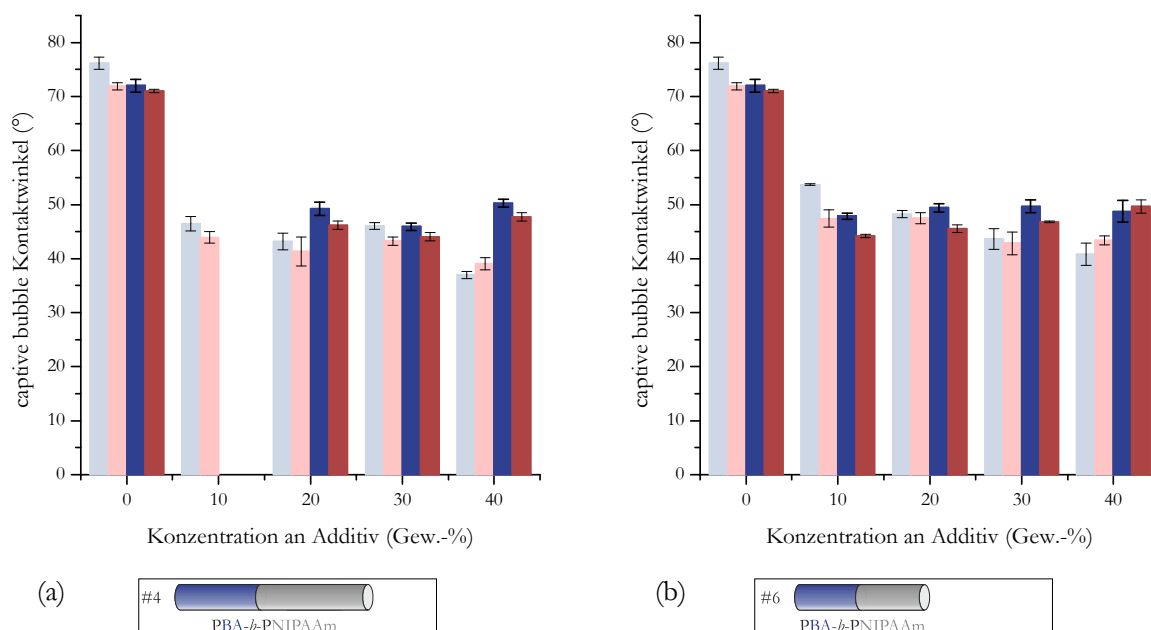 80
70
60
50
40
30
20
10
0
captive bubble Kontaktwinkel (°)
0 10 20 30 40
Konzentration an Additiv (Gew.-%)
(a)
#4
PBA-b-PNIPAAm
80
70
60
50
40
30
20
10
0
captive bubble Kontaktwinkel (°)
0 10 20 30 40
Konzentration an Additiv (Gew.-%)
(b)
#6
PBA-b-PNIPAAm